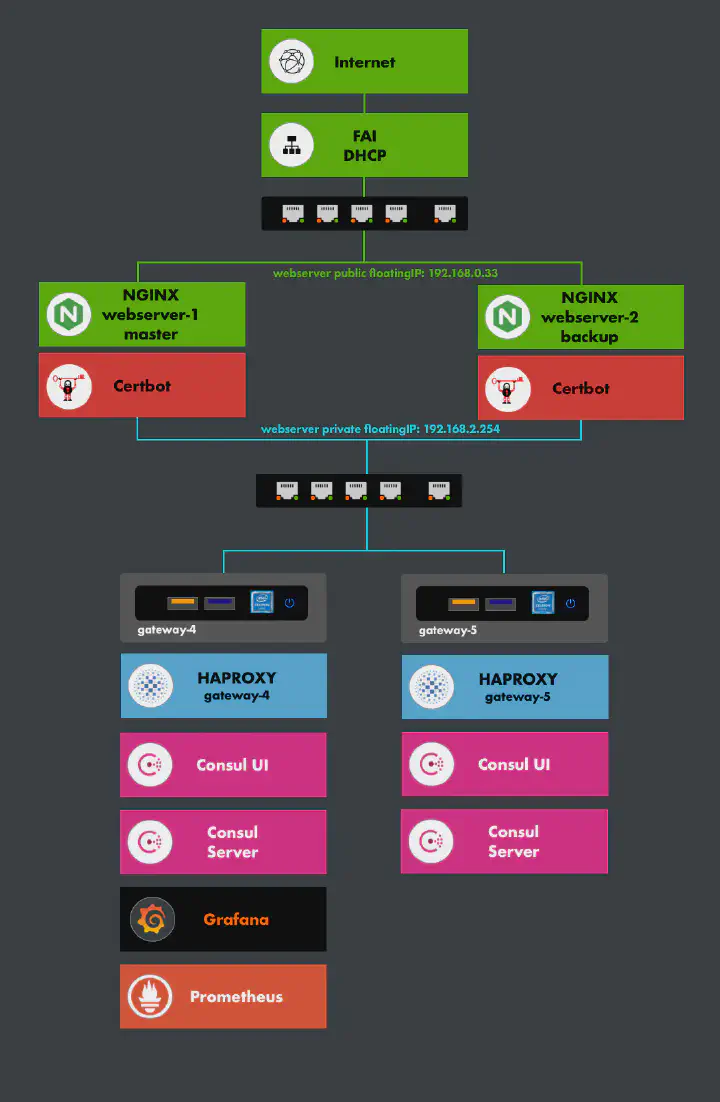 Internet
FAI
DHCP
webserver public floatingIP: 192.168.0.33
NGINX
webserver-1
master
NGINX
webserver-2
backup
Certbot
Certbot
webserver private floatingIP: 192.168.2.254
gateway-4
gateway-5
HAPROXY
gateway-4
HAPROXY
gateway-5
Consul UI
Consul UI
Consul
Server
Consul
Server
Grafana
Prometheus